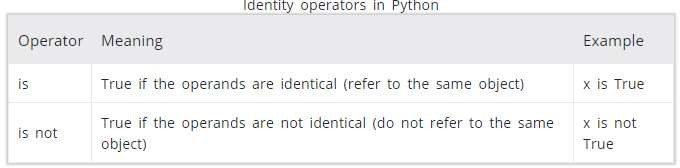 Identity operators in Python
Operator Meaning Example
is True if the operands are identical (refer to the same object) x is True
is not True if the operands are not identical (do not refer to the same object) x is not True